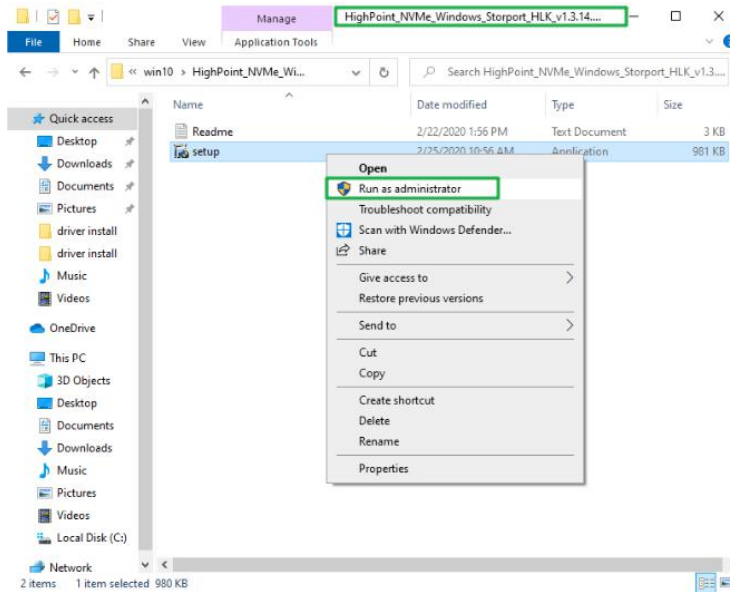 Manage
HighPoint_NVMe_Windows_Storport_HLK_v1.3.14....
File Home Share View Application Tools
« win10 › HighPoint_NVMe_Wi...
Search HighPoint_NVMe_Windows_Storport_HLK_v1.3....
Name Date modified Type Size
Readme 2/22/2020 1:56 PM Text Document 3 KB
setup 2/25/2020 10:56 AM Application 981 KB
Quick access
Desktop
Downloads
Documents
Pictures
driver install
driver install
Music
Videos
OneDrive
This PC
3D Objects
Desktop
Documents
Downloads
Music
Pictures
Videos
Local Disk (C:)
Network
Open
Run as administrator
Troubleshoot compatibility
Scan with Windows Defender...
Share
Give access to
Restore previous versions
Send to
Cut
Copy
Create shortcut
Delete
Rename
Properties
2 items 1 item selected 980 KB